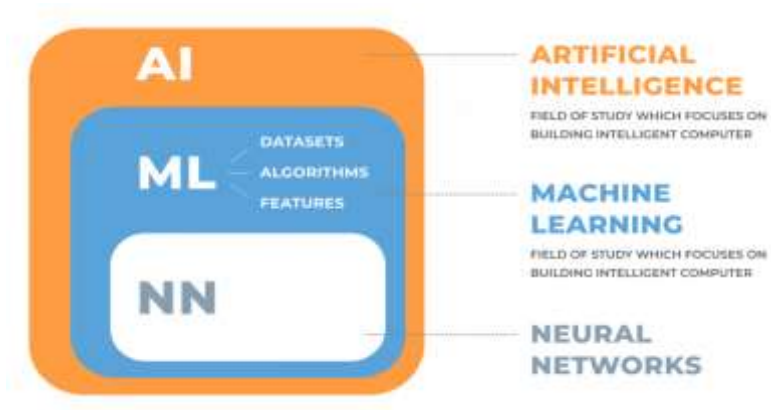 AI
ML
DATASETS
ALGORITHMS
FEATURES
NN
ARTIFICIAL
INTELLIGENCE
FIELD OF STUDY WHICH FOCUSES ON
BUILDING INTELLIGENT COMPUTER
MACHINE
LEARNING
FIELD OF STUDY WHICH FOCUSES ON
BUILDING INTELLIGENT COMPUTER
NEURAL
NETWORKS